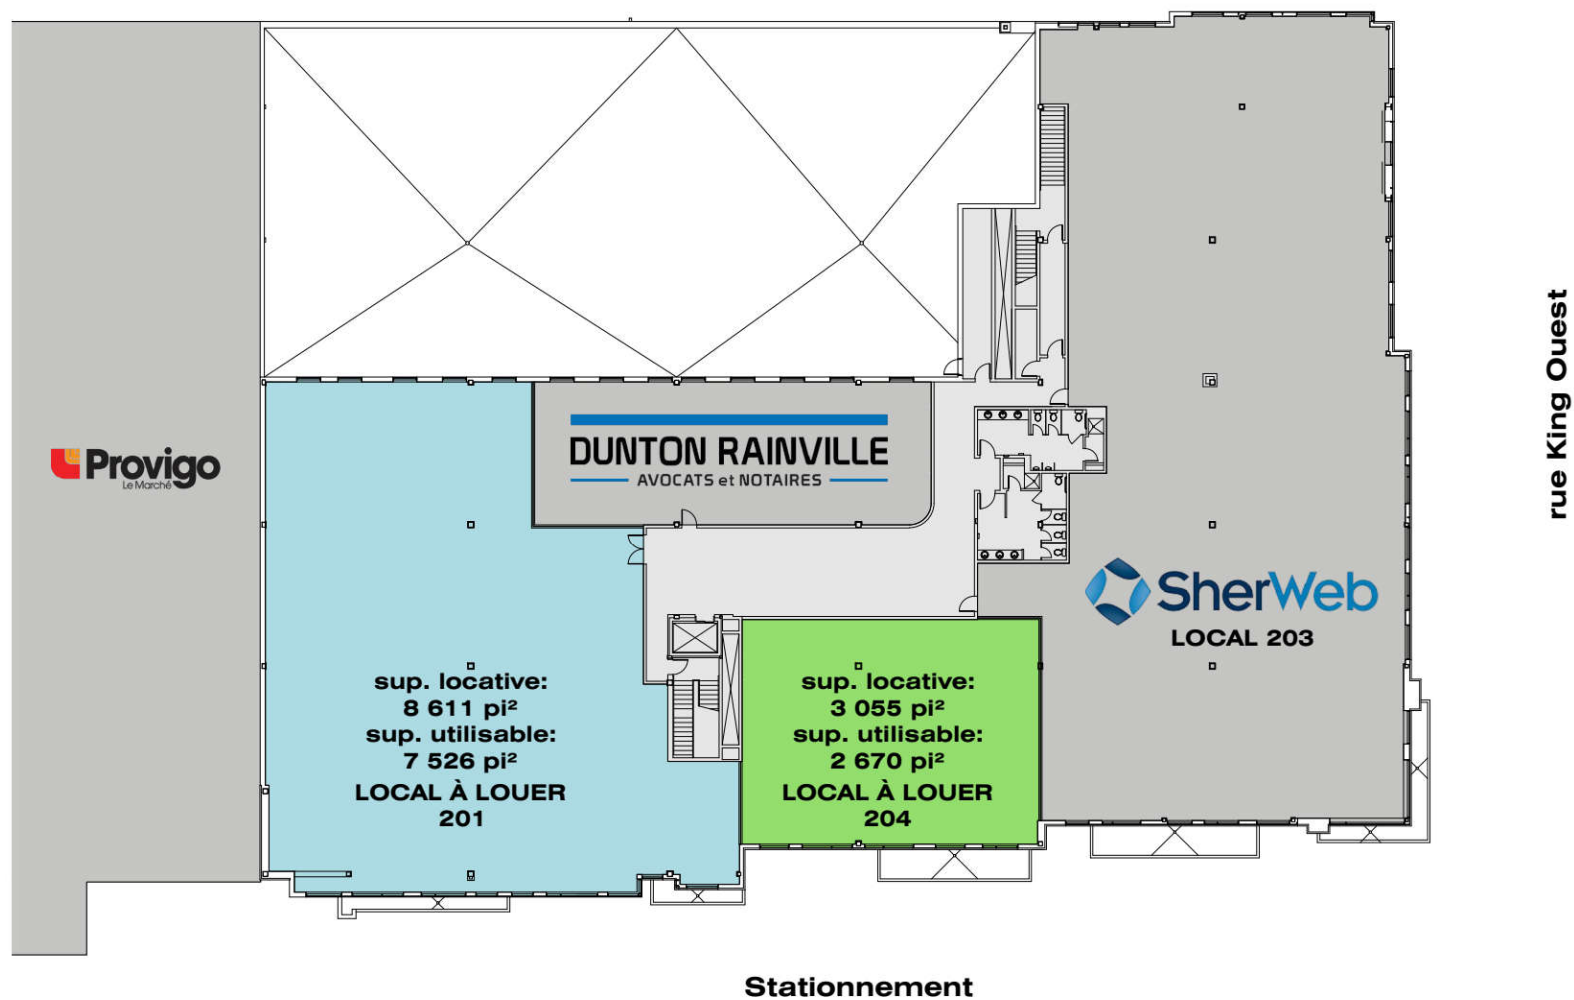 Provigo
Le Marché
DUNTON RAINVILLE
AVOCATS et NOTAIRES
SherWeb
LOCAL 203
rue King Ouest
sup. locative:
8 611 pi²
sup. utilisable:
7 526 pi²
LOCAL À LOUER
201
sup. locative:
3 055 pi²
sup. utilisable:
2 670 pi²
LOCAL À LOUER
204
Stationnement